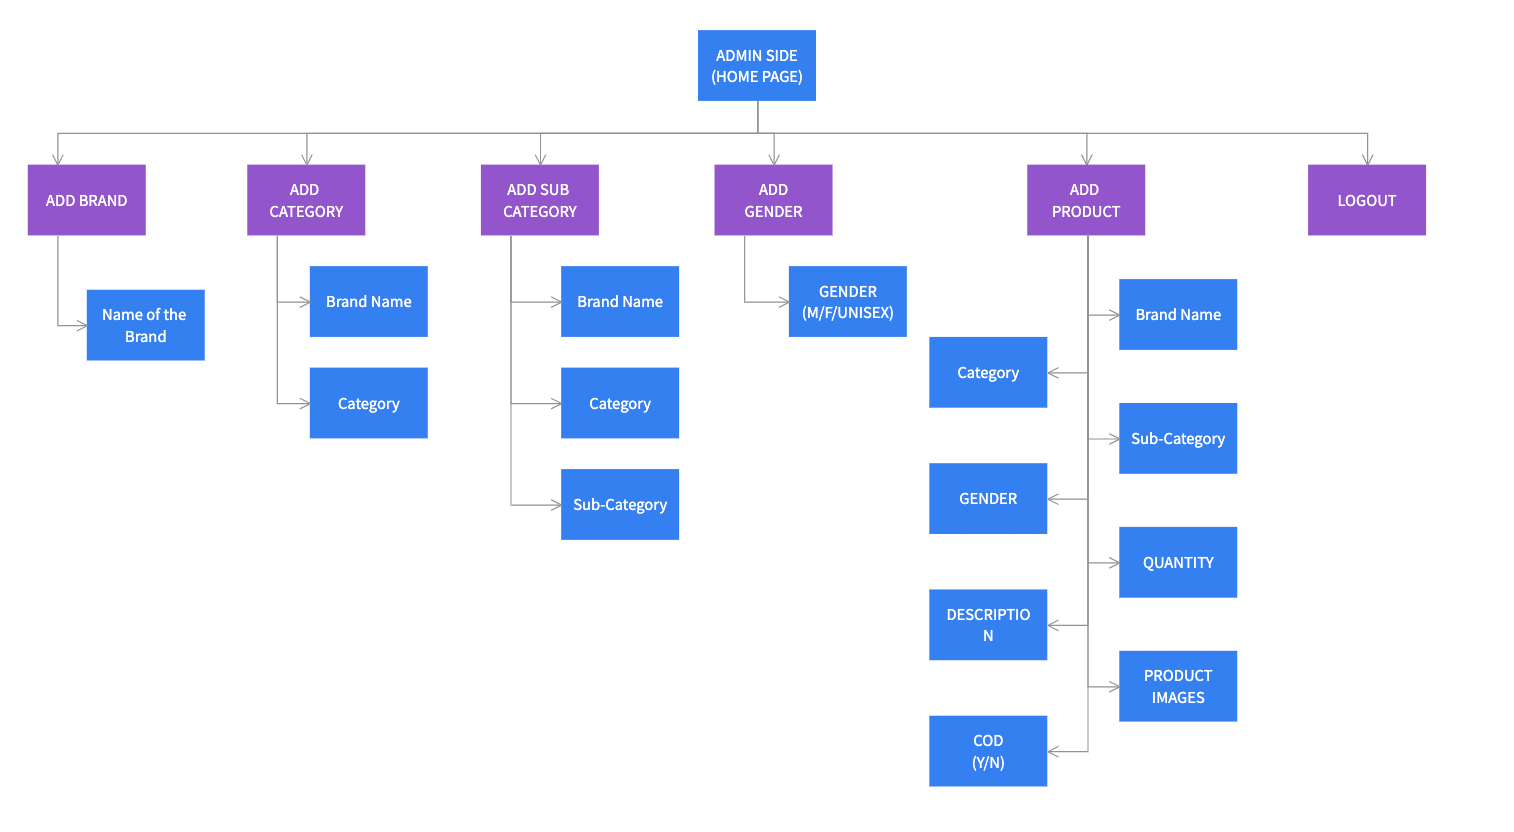 ADMIN SIDE
(HOME PAGE)
ADD BRAND
ADD
CATEGORY
ADD SUB
CATEGORY
ADD
GENDER
ADD
PRODUCT
LOGOUT
Name of the
Brand
Brand Name
Category
Brand Name
Category
Sub-Category
GENDER
(M/F/UNISEX)
Brand Name
Category
Sub-Category
GENDER
QUANTITY
DESCRIPTIO
N
PRODUCT
IMAGES
COD
(Y/N)